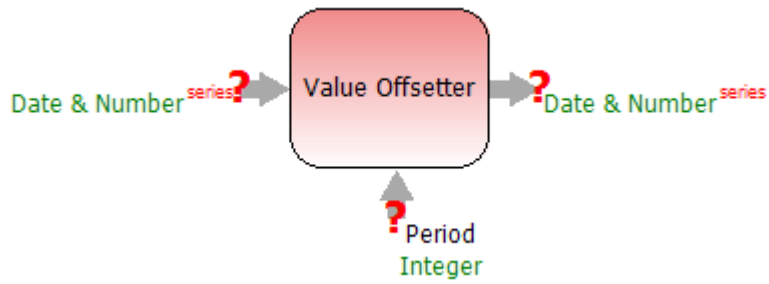 Value Offsetter
Date & Number series ?
? Date & Number series
? Period
Integer